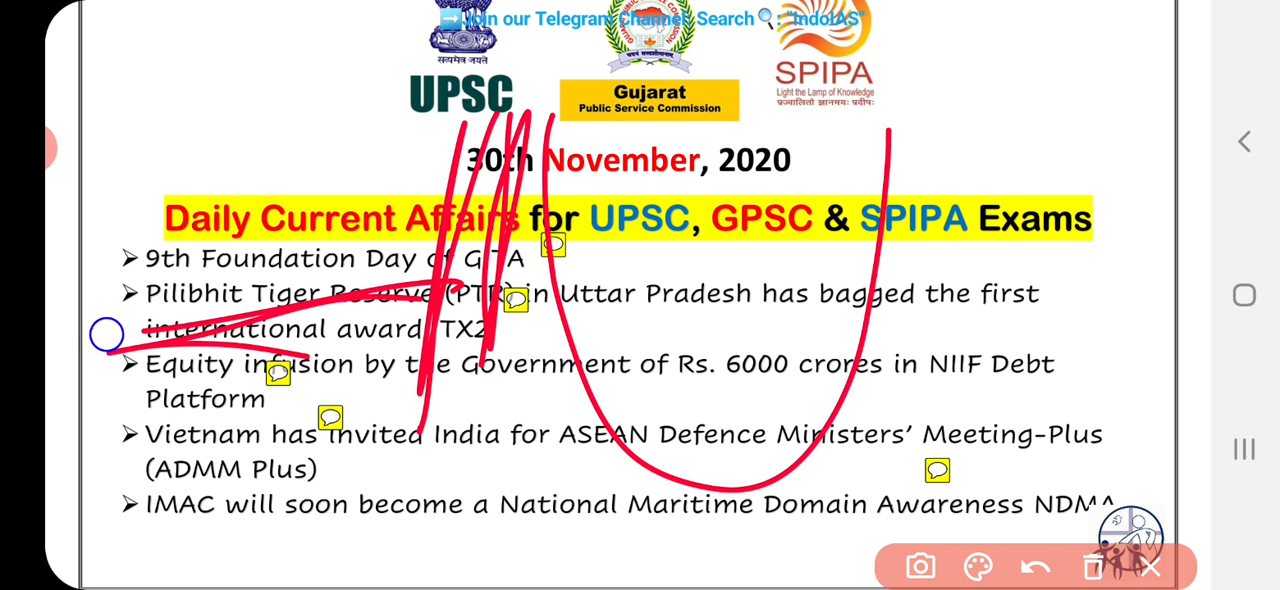 ➡Join our Telegram Channel, Search🔍: "IndoIAS"
सत्यमेव जयते
UPSC
Gujarat
Public Service Commission
SPIPA
Light the Lamp of Knowledge
प्रज्वालितो ज्ञानमयः प्रदीपः
30th November, 2020
Daily Current Affairs for UPSC, GPSC & SPIPA Exams
➢ 9th Foundation Day of GTA
➢ Pilibhit Tiger Reserve (PTR) in Uttar Pradesh has bagged the first
international award TX2
➢ Equity infusion by the Government of Rs. 6000 crores in NIIF Debt
Platform
➢ Vietnam has invited India for ASEAN Defence Ministers' Meeting-Plus
(ADMM Plus)
➢ IMAC will soon become a National Maritime Domain Awareness NDMA